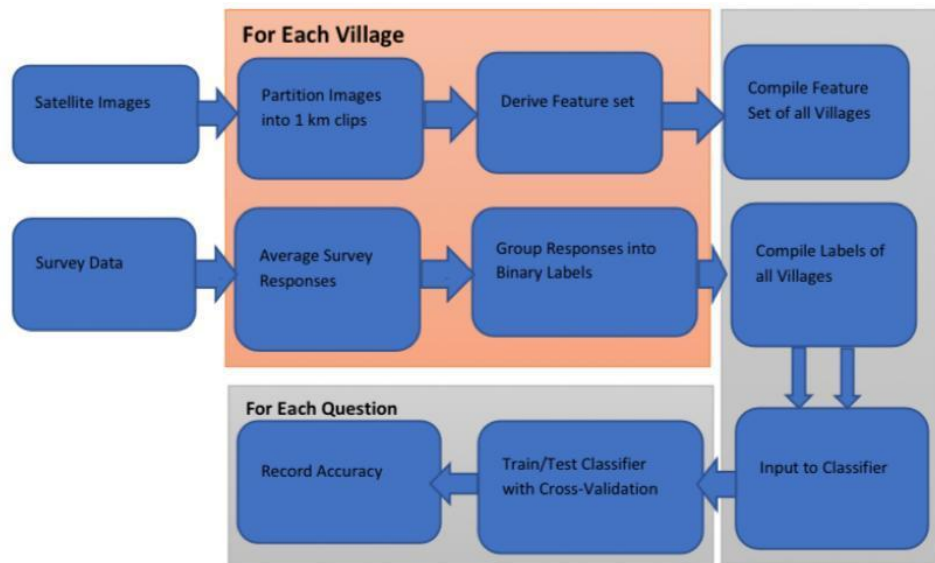 For Each Village
Satellite Images
Partition Images
into 1 km clips
Derive Feature set
Compile Feature
Set of all Villages
Survey Data
Average Survey
Responses
Group Responses into
Binary Labels
Compile Labels of
all Villages
For Each Question
Record Accuracy
Train/Test Classifier
with Cross-Validation
Input to Classifier